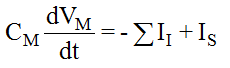 C_M dV_M/dt = - ∑ I_I + I_S